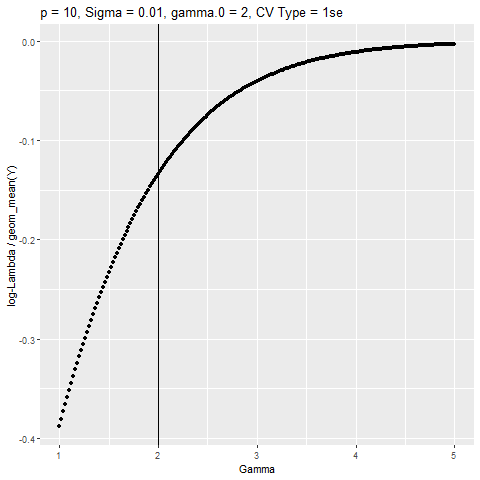 p = 10, Sigma = 0.01, gamma.0 = 2, CV Type = 1se
log-Lambda / geom_mean(Y)
0.0
-0.1
-0.2
-0.3
-0.4
1 2 3 4 5
Gamma